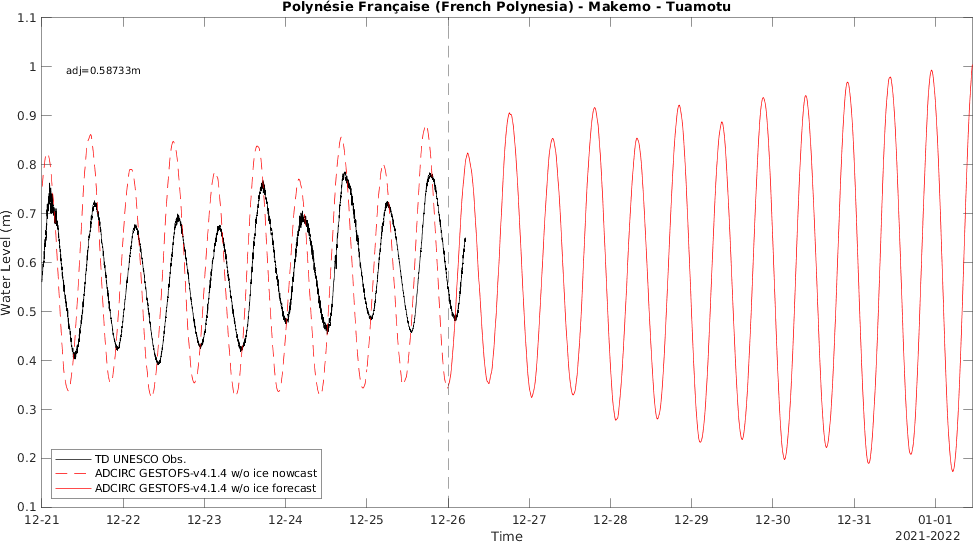 Polynésie Française (French Polynesia) - Makemo - Tuamotu
1.1
1
0.9
0.8
0.7
0.6
0.5
0.4
0.3
0.2
0.1
Water Level (m)
adj=0.58733m
TD UNESCO Obs.
ADCIRC GESTOFS-v4.1.4 w/o ice nowcast
ADCIRC GESTOFS-v4.1.4 w/o ice forecast
12-21 12-22 12-23 12-24 12-25 12-26 12-27 12-28 12-29 12-30 12-31 01-01
Time
2021-2022